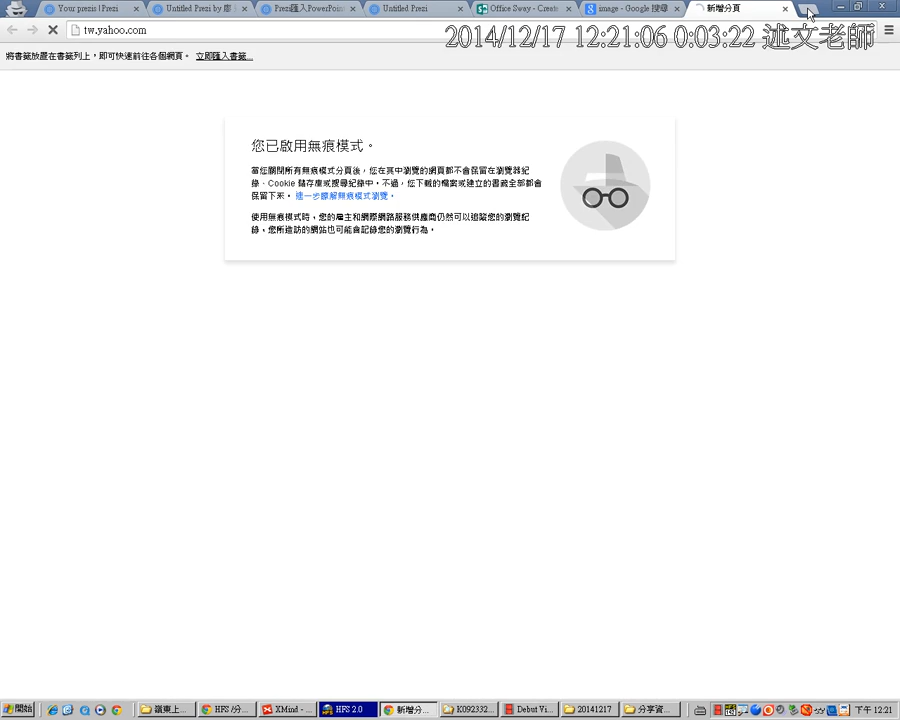 Your prezis | Prezi
Untitled Prezi by 廖
Prezi匯入PowerPoin
Untitled Prezi
Office Sway - Create
image - Google 搜尋
新增分頁
tw.yahoo.com
2014/12/17 12:21:06 0:03:22 述文老師
將書籤放置在書籤列上，即可快速前往各個網頁。 立即匯入書籤...
您已啟用無痕模式。
當您關閉所有無痕模式分頁後，您在其中瀏覽的網頁都不會保留在瀏覽器紀
錄、Cookie 儲存庫或搜尋紀錄中。不過，您下載的檔案或建立的書籤全部都會
保留下來。 進一步瞭解無痕模式瀏覽。
使用無痕模式時，您的雇主和網際網路服務供應商仍然可以追蹤您的瀏覽紀
錄。您所造訪的網站也可能會記錄您的瀏覽行為。
開始
嶺東上...
HFS /分...
XMind - ...
HFS 2.0
新增分...
K092332...
Debut Vi...
20141217
分享資...
下午 12:21